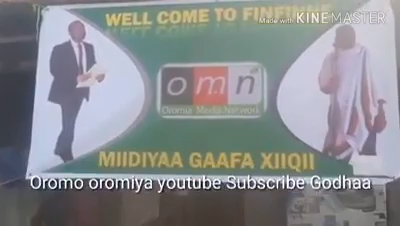 Made with KINEMASTER
WELL COME TO FINFINNE
omn
Oromia Media Network
MIIDIYAA GAAFA XIIQII
Oromo oromiya youtube Subscribe Godhaa